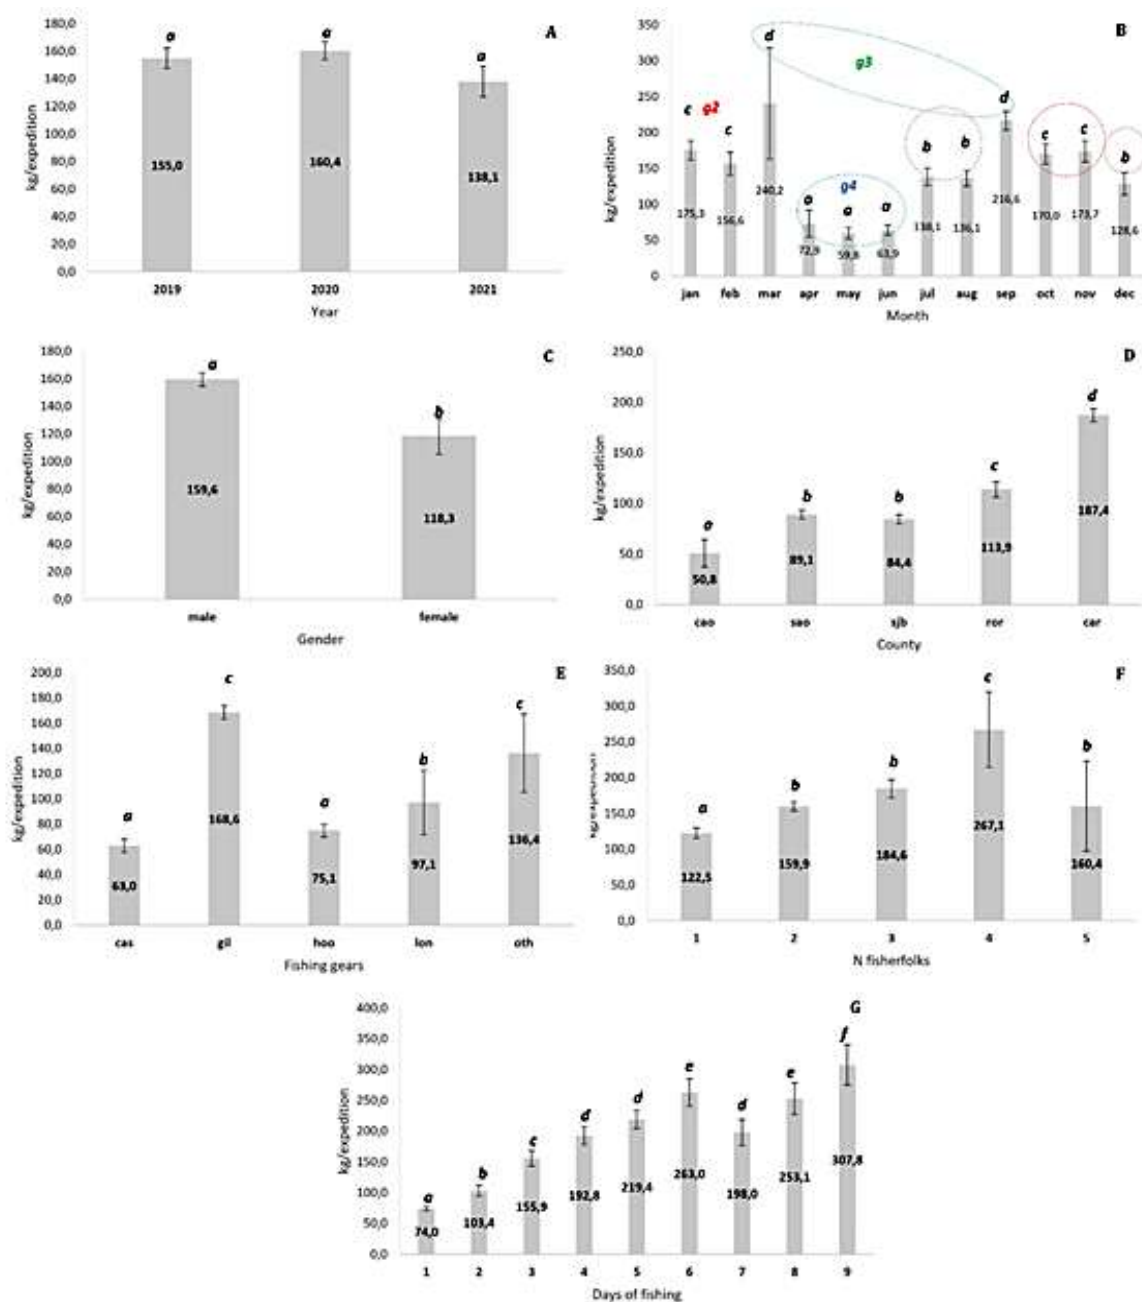 A
180,0
160,0
140,0
120,0
100,0
80,0
60,0
40,0
20,0
0,0
kg/expedition
a a a
155,0 160,4 138,1
2019 2020 2021
Year
B
350
300
250
200
150
100
50
0
kg/expedition
g2 g3 g4
c c d a a a b b d c c b
175,3 156,6 240,2 72,9 59,8 63,9 138,1 136,1 216,6 170,0 173,7 128,6
jan feb mar apr may jun jul aug sep oct nov dec
Month
C
180,0
160,0
140,0
120,0
100,0
80,0
60,0
40,0
20,0
0,0
kg/expedition
a b
159,6 118,3
male female
Gender
D
250,0
200,0
150,0
100,0
50,0
0,0
kg/expedition
a b b c d
50,8 89,1 84,4 113,9 187,4
cao sao sjb ror car
County
E
200,0
180,0
160,0
140,0
120,0
100,0
80,0
60,0
40,0
20,0
0,0
kg/expedition
a c a b c
63,0 168,6 75,1 97,1 136,4
cas gil hoo lon oth
Fishing gears
F
350,0
300,0
250,0
200,0
150,0
100,0
50,0
0,0
kg/expedition
a b b c b
122,5 159,9 184,6 267,1 160,4
1 2 3 4 5
N fisherfolks
G
400,0
350,0
300,0
250,0
200,0
150,0
100,0
50,0
0,0
kg/expedition
a b c d d e d e f
74,0 103,4 155,9 192,8 219,4 263,0 198,0 253,1 307,8
1 2 3 4 5 6 7 8 9
Days of fishing